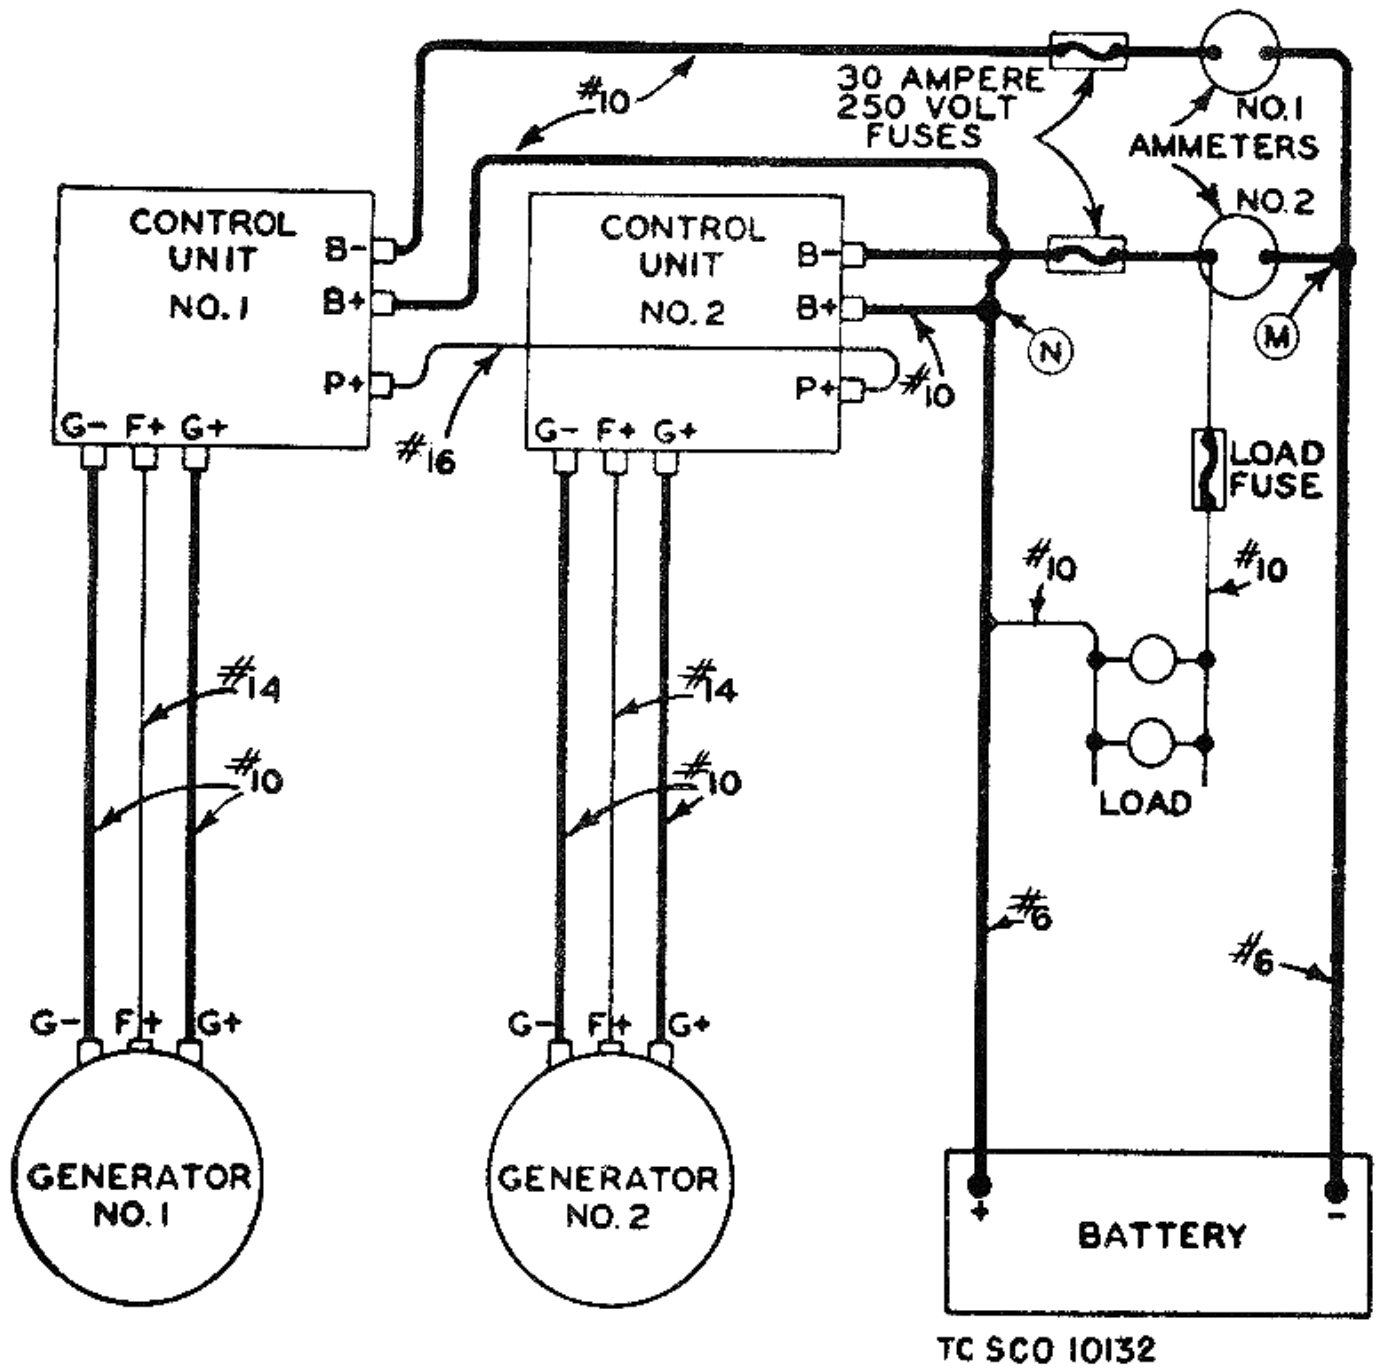 #10
30 AMPERE
250 VOLT
FUSES
NO. 1
AMMETERS
NO. 2
CONTROL
UNIT
NO. 1
B-
B+
P+
G- F+ G+
CONTROL
UNIT
NO. 2
B-
B+
P+
G- F+ G+
N
M
#10
#16
LOAD
FUSE
#10
#10
#14
#10
#14
#10
LOAD
#6
#6
G- F+ G+
GENERATOR
NO. 1
G- F+ G+
GENERATOR
NO. 2
+
-
BATTERY
TC SCO 10132